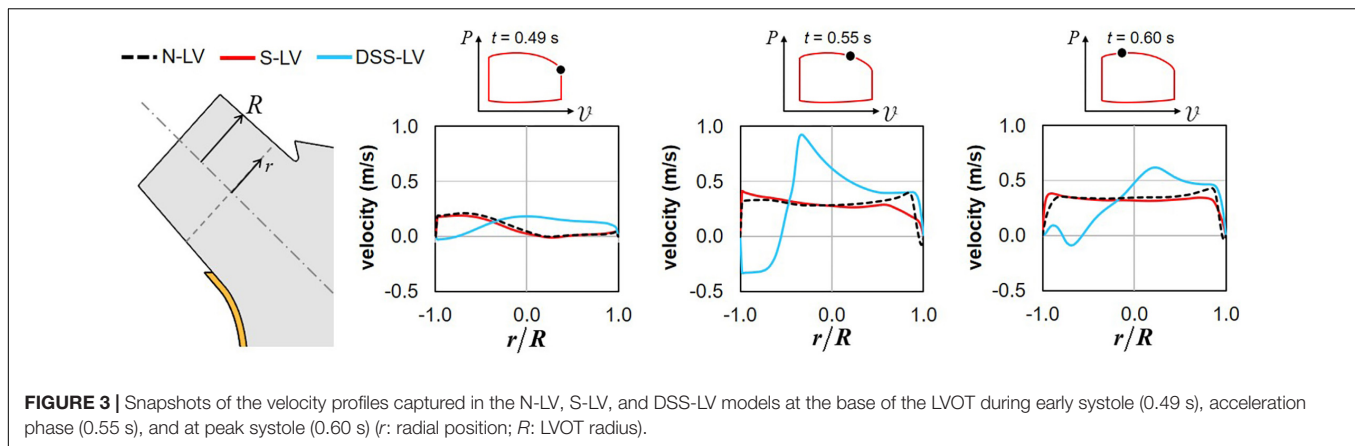 N-LV S-LV DSS-LV
R
r
P t = 0.49 s
υ
velocity (m/s)
1.0
0.5
0.0
-0.5
-1.0 0.0 1.0
r/R
P t = 0.55 s
υ
velocity (m/s)
1.0
0.5
0.0
-0.5
-1.0 0.0 1.0
r/R
P t = 0.60 s
υ
velocity (m/s)
1.0
0.5
0.0
-0.5
-1.0 0.0 1.0
r/R
FIGURE 3 | Snapshots of the velocity profiles captured in the N-LV, S-LV, and DSS-LV models at the base of the LVOT during early systole (0.49 s), acceleration
phase (0.55 s), and at peak systole (0.60 s) (r: radial position; R: LVOT radius).